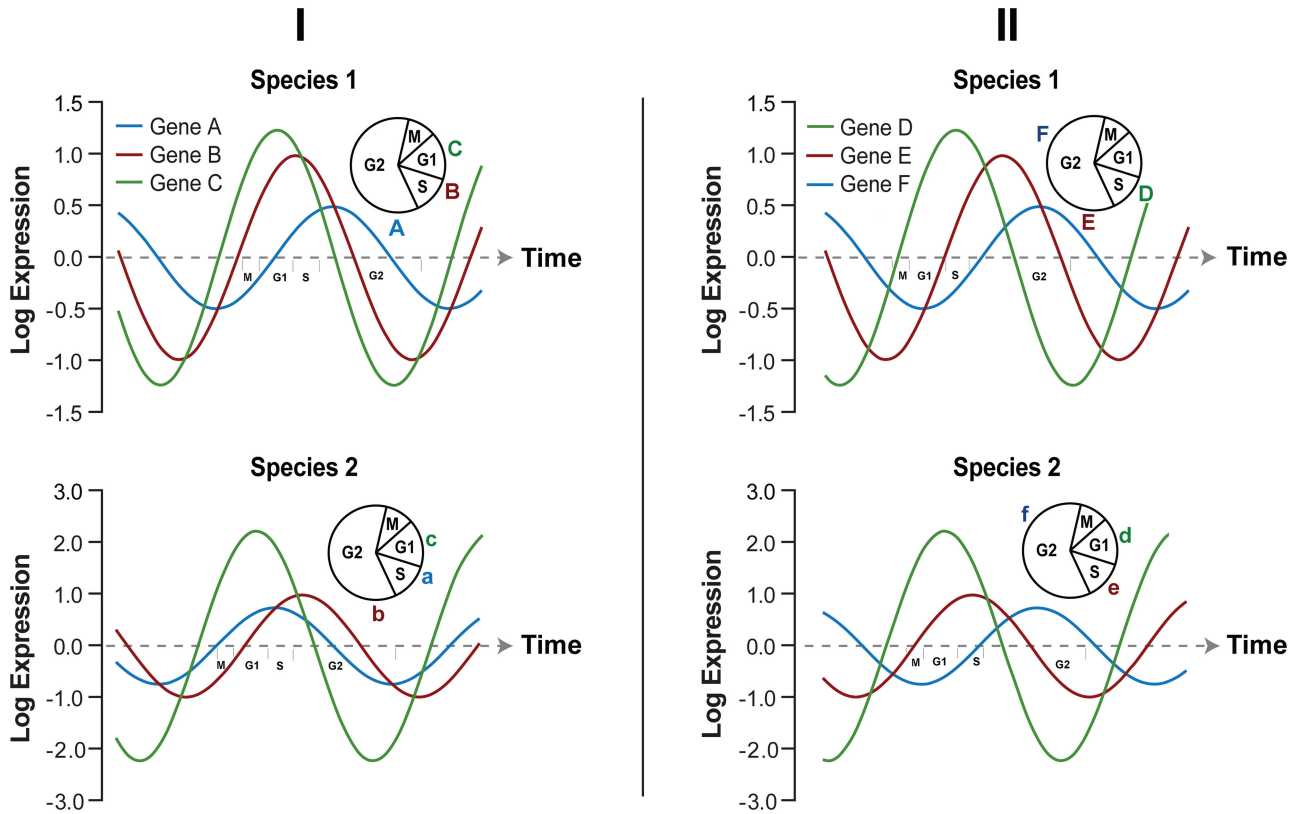 I
II
Species 1
1.5
1.0
0.5
0.0
-0.5
-1.0
-1.5
Log Expression
Gene A
Gene B
Gene C
M
G1
S
G2
C
B
A
M
G1
S
G2
Time
Species 1
1.5
1.0
0.5
0.0
-0.5
-1.0
-1.5
Log Expression
Gene D
Gene E
Gene F
M
G1
S
G2
F
D
E
M
G1
S
G2
Time
Species 2
3.0
2.0
1.0
0.0
-1.0
-2.0
-3.0
Log Expression
M
G1
S
G2
c
a
b
M
G1
S
G2
Time
Species 2
3.0
2.0
1.0
0.0
-1.0
-2.0
-3.0
Log Expression
M
G1
S
G2
f
d
e
M
G1
S
G2
Time